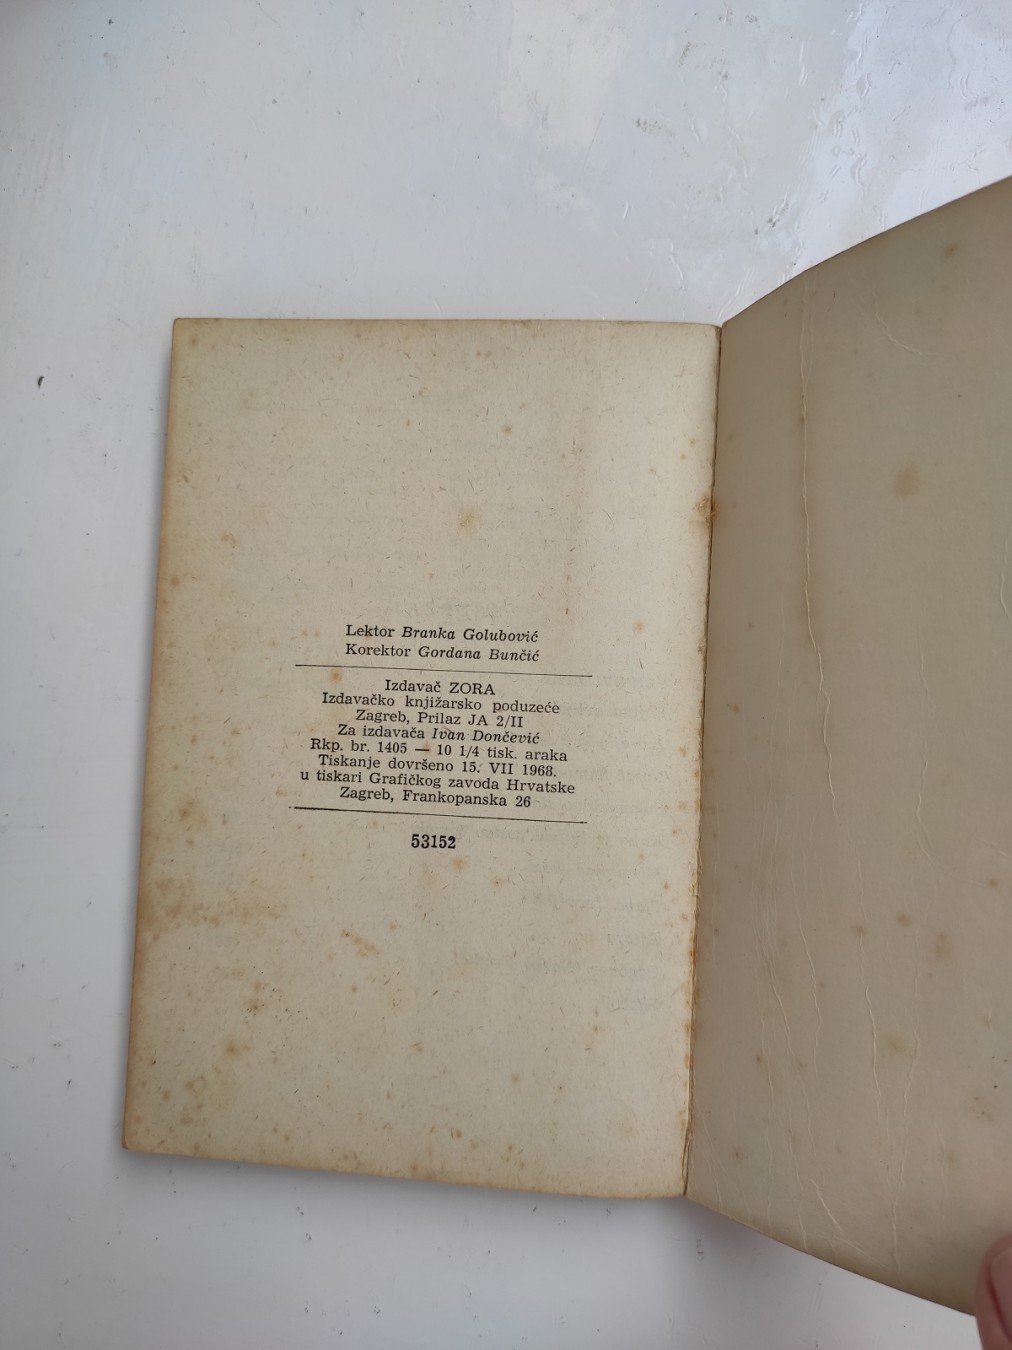 Lektor Branka Golubović
Korektor Gordana Bunčić
Izdavač ZORA
Izdavačko knjižarsko poduzeće
Zagreb, Prilaz JA 2/II
Za izdavača Ivan Dončević
Rkp. br. 1405 — 10 1/4 tisk. araka
Tiskanje dovršeno 15. VII 1968.
u tiskari Grafičkog zavoda Hrvatske
Zagreb, Frankopanska 26
53152